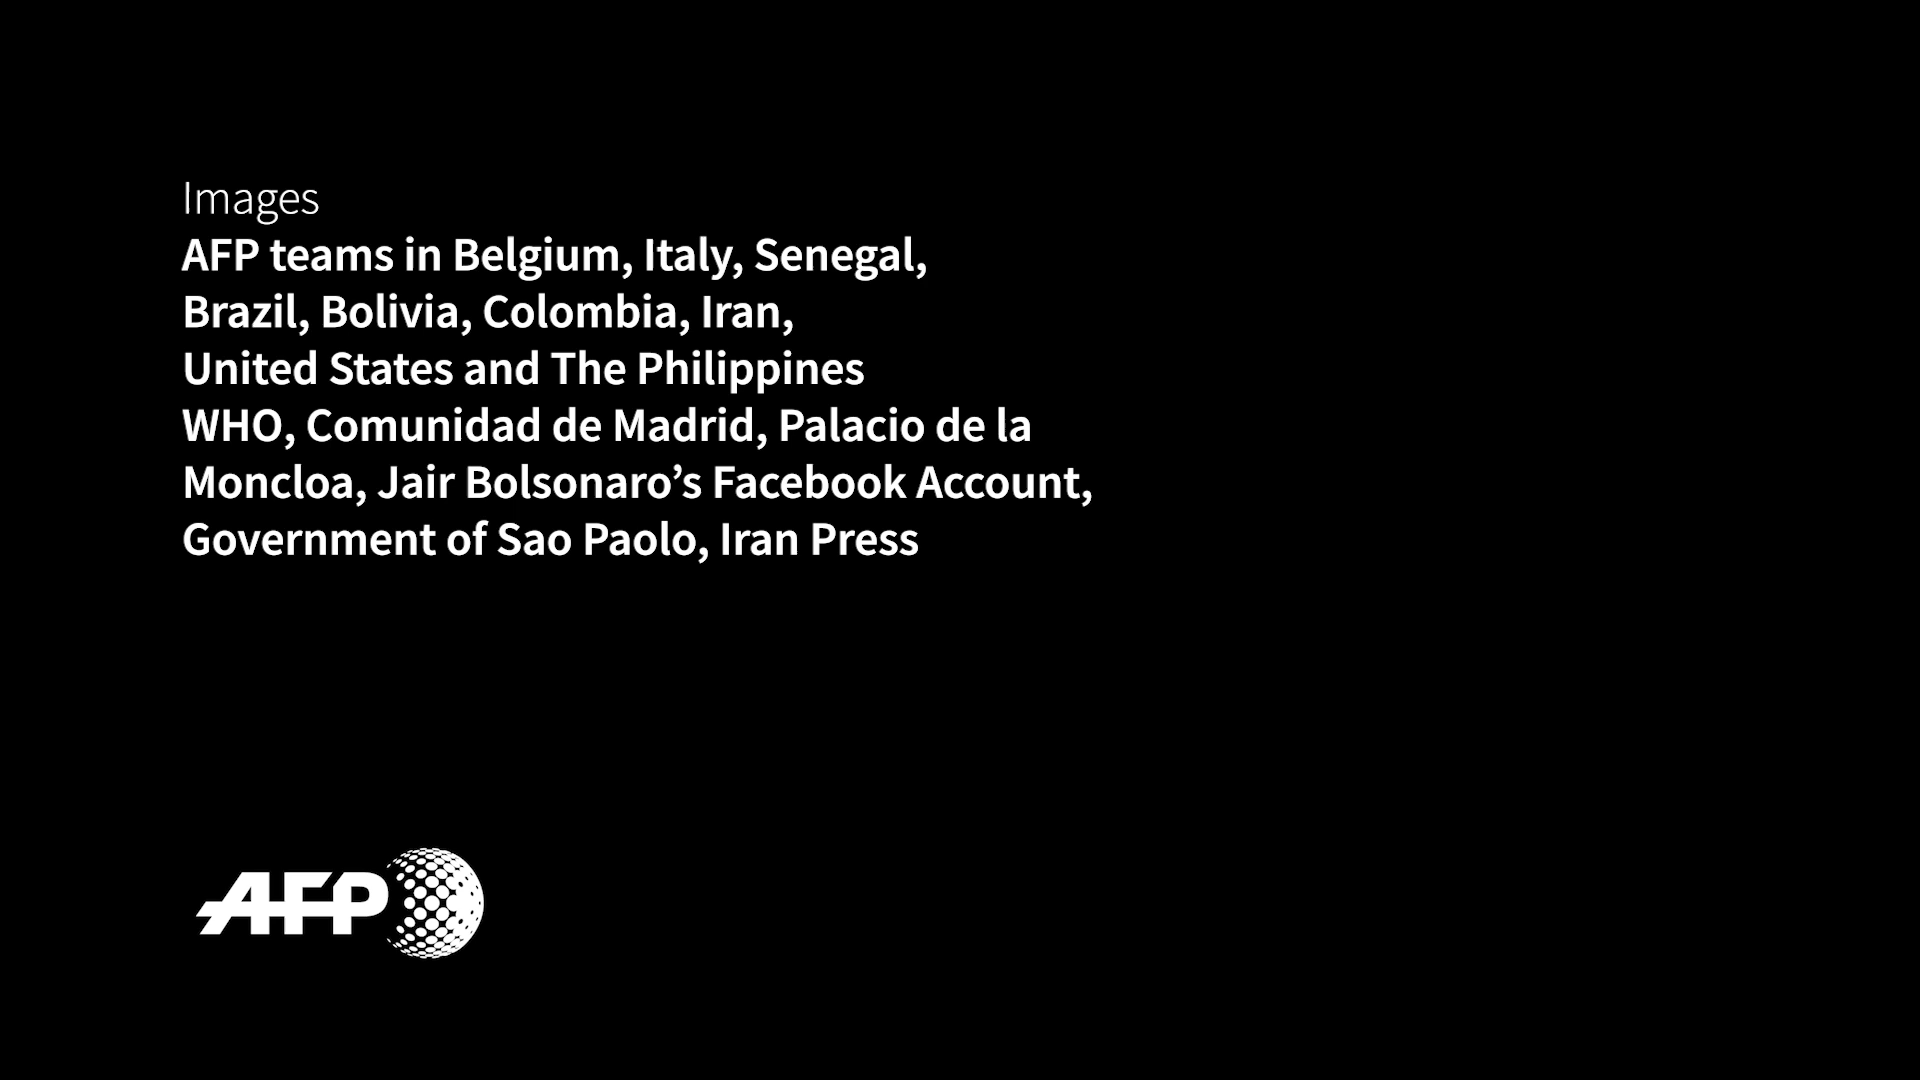 Images
AFP teams in Belgium, Italy, Senegal,
Brazil, Bolivia, Colombia, Iran,
United States and The Philippines
WHO, Comunidad de Madrid, Palacio de la
Moncloa, Jair Bolsonaro’s Facebook Account,
Government of Sao Paolo, Iran Press
AFP